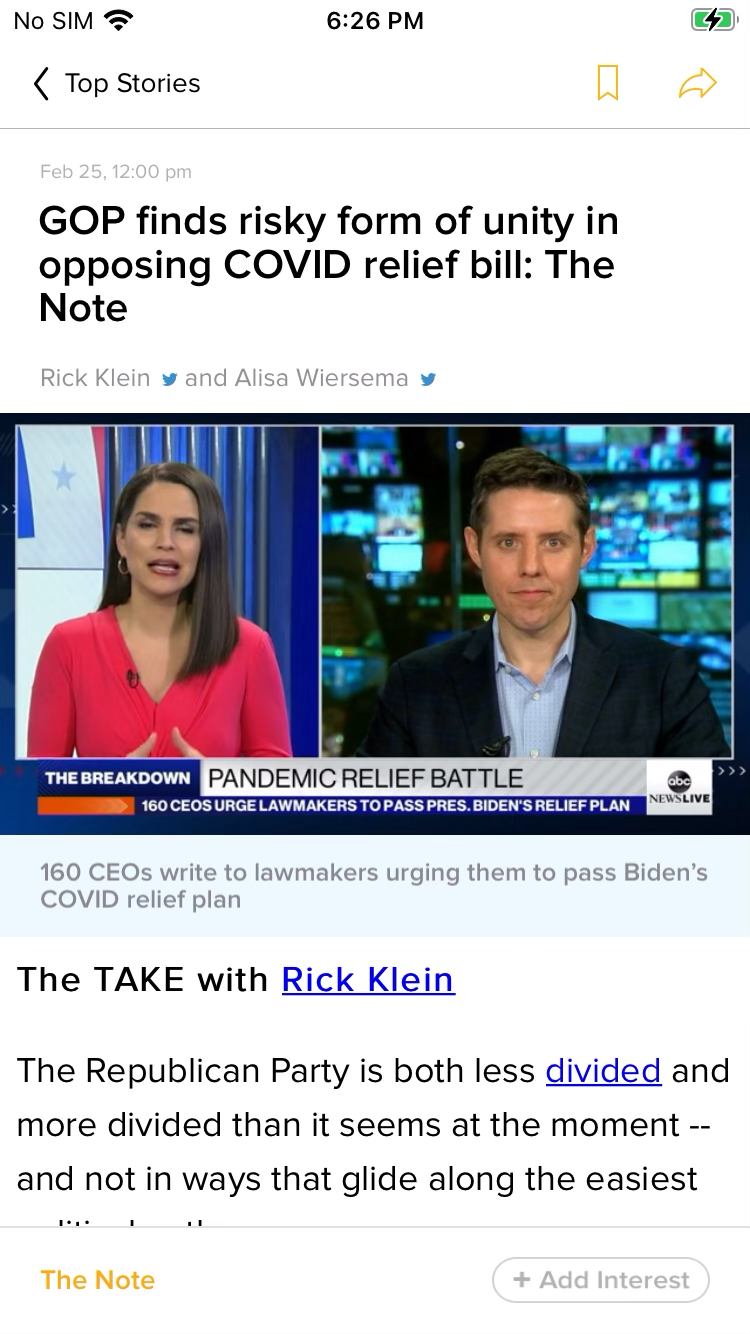 No SIM 6:26 PM
Top Stories
Feb 25, 12:00 pm
GOP finds risky form of unity in
opposing COVID relief bill: The
Note
Rick Klein and Alisa Wiersema
THE BREAKDOWN PANDEMIC RELIEF BATTLE
160 CEOS URGE LAWMAKERS TO PASS PRES. BIDEN'S RELIEF PLAN
abc
NEWS LIVE
160 CEOs write to lawmakers urging them to pass Biden’s
COVID relief plan
The TAKE with Rick Klein
The Republican Party is both less divided and
more divided than it seems at the moment --
and not in ways that glide along the easiest
The Note + Add Interest